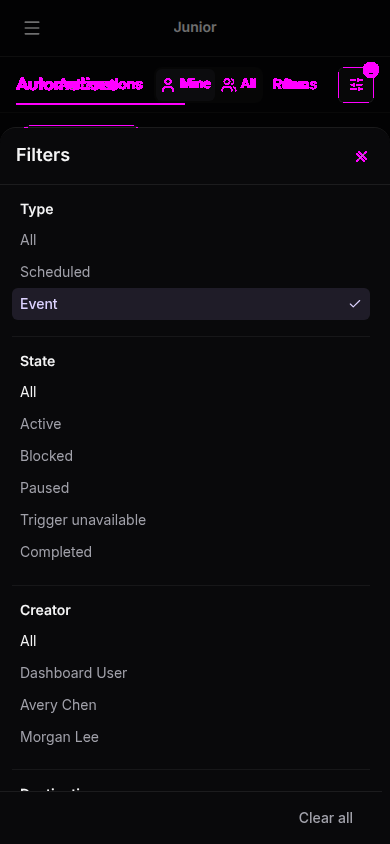 Junior
Automations Mine All Runs
Filters
Type
All
Scheduled
Event
State
All
Active
Blocked
Paused
Trigger unavailable
Completed
Creator
All
Dashboard User
Avery Chen
Morgan Lee
Clear all